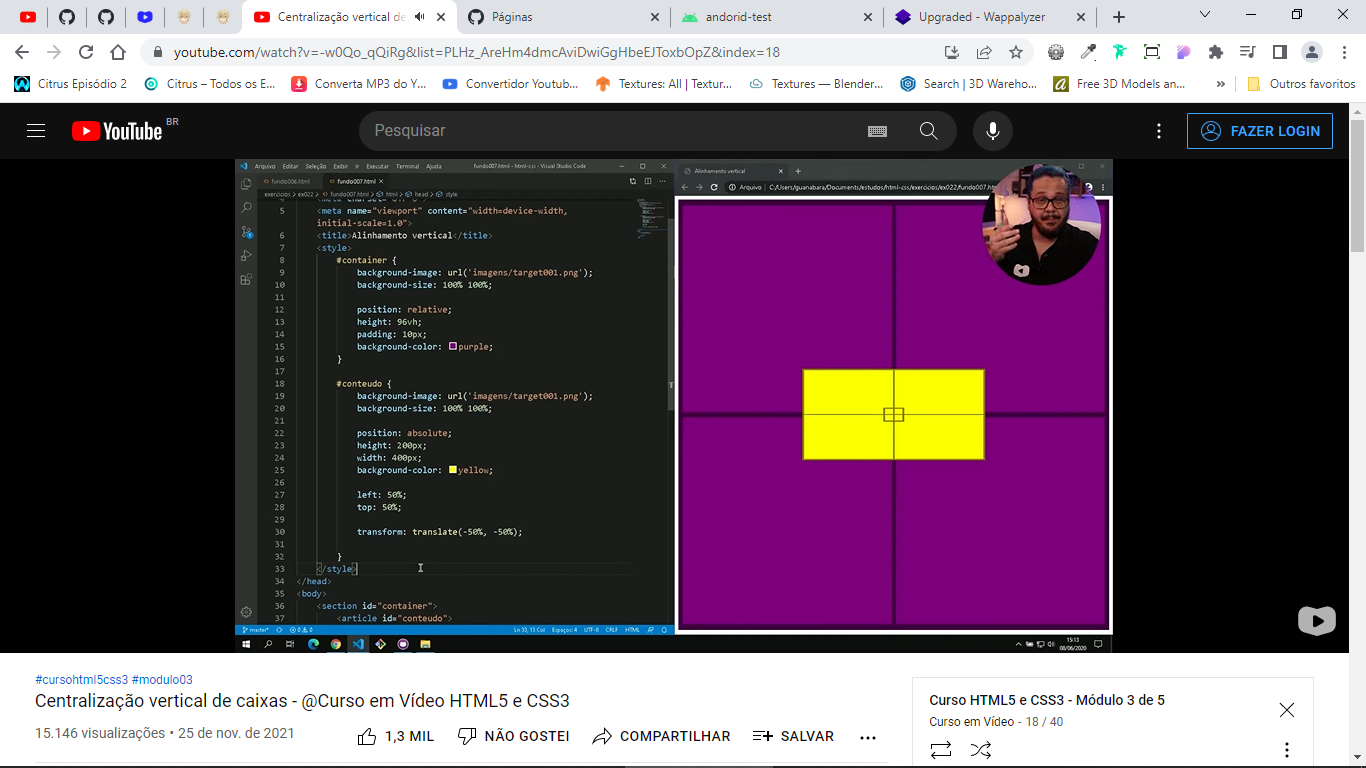 Centralização vertical de
Páginas
andorid-test
Upgraded - Wappalyzer
youtube.com/watch?v=-w0Qo_qQiRg&list=PLHz_AreHm4dmcAviDwiGgHbeEJToxbOpZ&index=18
Citrus Episódio 2
Citrus – Todos os E...
Converta MP3 do Y...
Convertidor Youtub...
Textures: All | Textur...
Textures — Blender...
Search | 3D Wareho...
Free 3D Models an...
»
Outros favoritos
YouTube BR
Pesquisar
FAZER LOGIN
Arquivo Editar Seleção Exibir Ir Executar Terminal Ajuda
fundo007.html - Html-css - Visual Studio Code
fundo006.html
fundo007.html
exercícios > ex022 > fundo007.html > html > head > style
5 <meta name="viewport" content="width=device-width,
initial-scale=1.0">
6 <title>Alinhamento vertical</title>
7 <style>
8 #container {
9 background-image: url('imagens/target001.png');
10 background-size: 100% 100%;
11
12 position: relative;
13 height: 96vh;
14 padding: 10px;
15 background-color: purple;
16 }
17
18 #conteudo {
19 background-image: url('imagens/target001.png');
20 background-size: 100% 100%;
21
22 position: absolute;
23 height: 200px;
24 width: 400px;
25 background-color: yellow;
26
27 left: 50%;
28 top: 50%;
29
30 transform: translate(-50%, -50%);
31
32 }
33 </style>
34 </head>
35 <body>
36 <section id="container">
37 <article id="conteudo">
master*
0 0
Ln 33, 13 Col
Espaços: 4
UTF-8
CRLF
HTML
Alinhamento vertical
Arquivo | C:/Users/guanabara/Documents/estudos/html-css/exercicios/ex022/fundo007.ht
15:13
08/06/2020
#cursohtml5css3 #modulo03
Centralização vertical de caixas - @Curso em Vídeo HTML5 e CSS3
15.146 visualizações • 25 de nov. de 2021
1,3 MIL
NÃO GOSTEI
COMPARTILHAR
SALVAR
Curso HTML5 e CSS3 - Módulo 3 de 5
Curso em Vídeo - 18 / 40